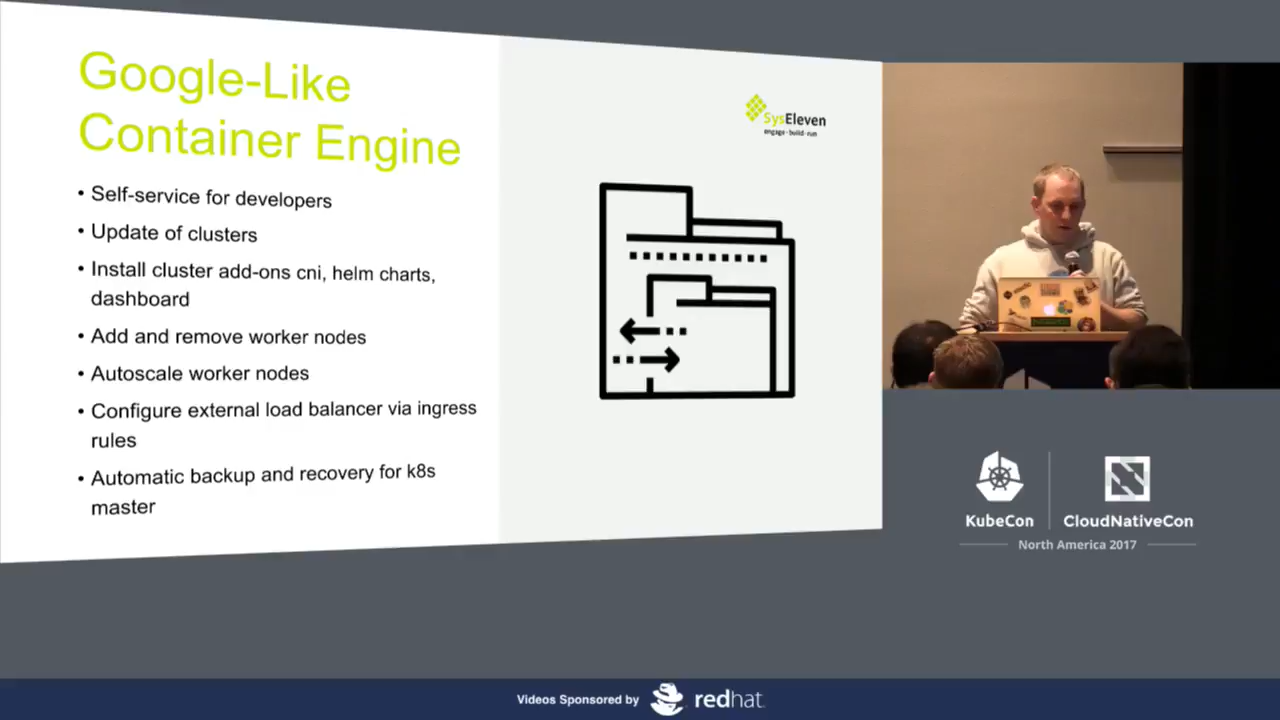 Google-Like
Container Engine
• Self-service for developers
• Update of clusters
• Install cluster add-ons cni, helm charts,
dashboard
• Add and remove worker nodes
• Autoscale worker nodes
• Configure external load balancer via ingress
rules
• Automatic backup and recovery for k8s
master
SysEleven
engage·build·run
KubeCon
CloudNativeCon
North America 2017
Videos Sponsored by
redhat.